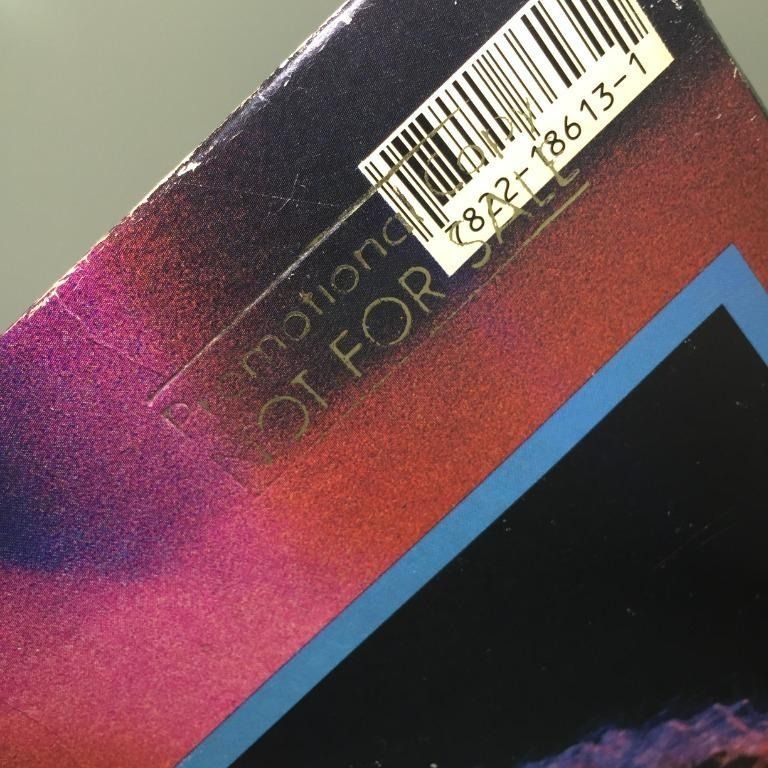 7822-18613-1
Promotional Copy
NOT FOR SALE